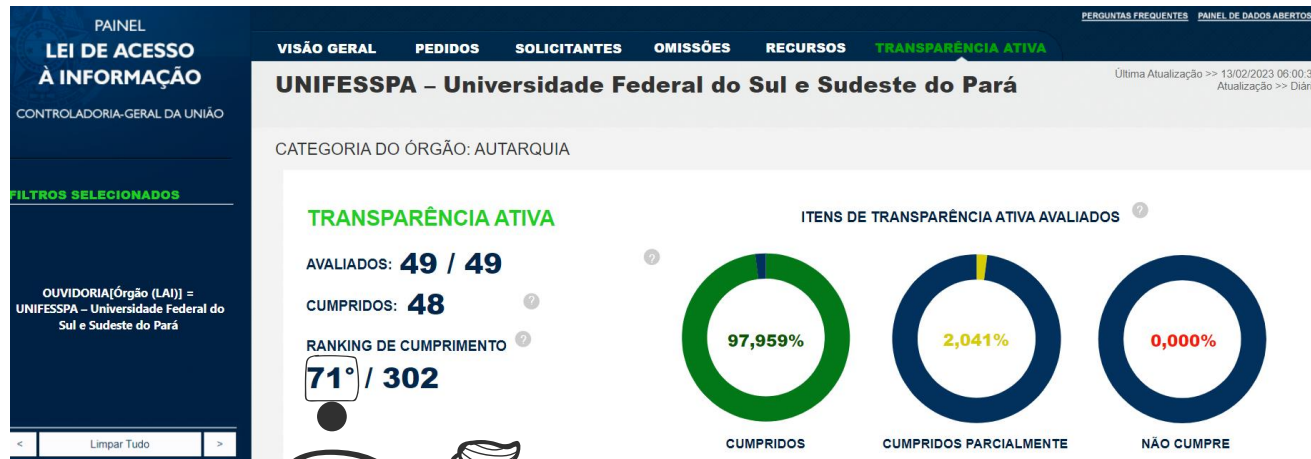 PERGUNTAS FREQUENTES PAINEL DE DADOS ABERTOS
PAINEL
LEI DE ACESSO
À INFORMAÇÃO
CONTROLADORIA-GERAL DA UNIÃO
VISÃO GERAL PEDIDOS SOLICITANTES OMISSÕES RECURSOS TRANSPARÊNCIA ATIVA
UNIFESSPA – Universidade Federal do Sul e Sudeste do Pará
Última Atualização >> 13/02/2023 06:00:3
Atualização >> Diári
CATEGORIA DO ÓRGÃO: AUTARQUIA
FILTROS SELECIONADOS
OUVIDORIA[Órgão (LAI)] =
UNIFESSPA – Universidade Federal do
Sul e Sudeste do Pará
< Limpar Tudo >
TRANSPARÊNCIA ATIVA
AVALIADOS: 49 / 49 ?
CUMPRIDOS: 48 ?
RANKING DE CUMPRIMENTO ?
71° / 302
ITENS DE TRANSPARÊNCIA ATIVA AVALIADOS ?
97,959% 2,041% 0,000%
CUMPRIDOS CUMPRIDOS PARCIALMENTE NÃO CUMPRE